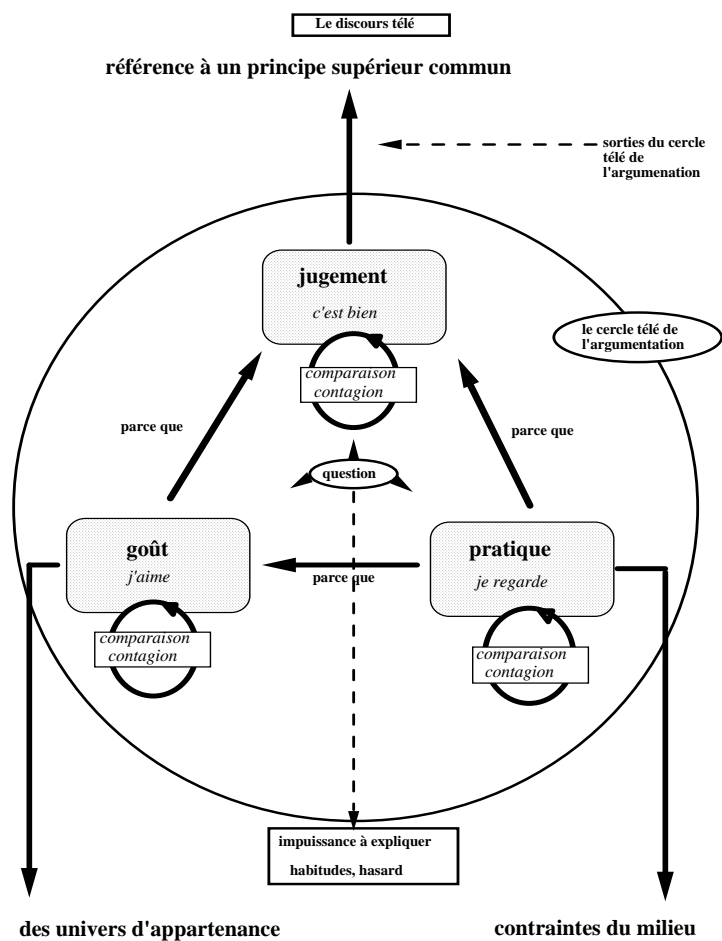 Le discours télé
référence à un principe supérieur commun
sorties du cercle
télé de
l'argumenation
jugement
c'est bien
le cercle télé de
l'argumentation
comparaison
contagion
parce que
parce que
question
goût
j'aime
pratique
je regarde
parce que
comparaison
contagion
comparaison
contagion
impuissance à expliquer
habitudes, hasard
des univers d'appartenance
contraintes du milieu